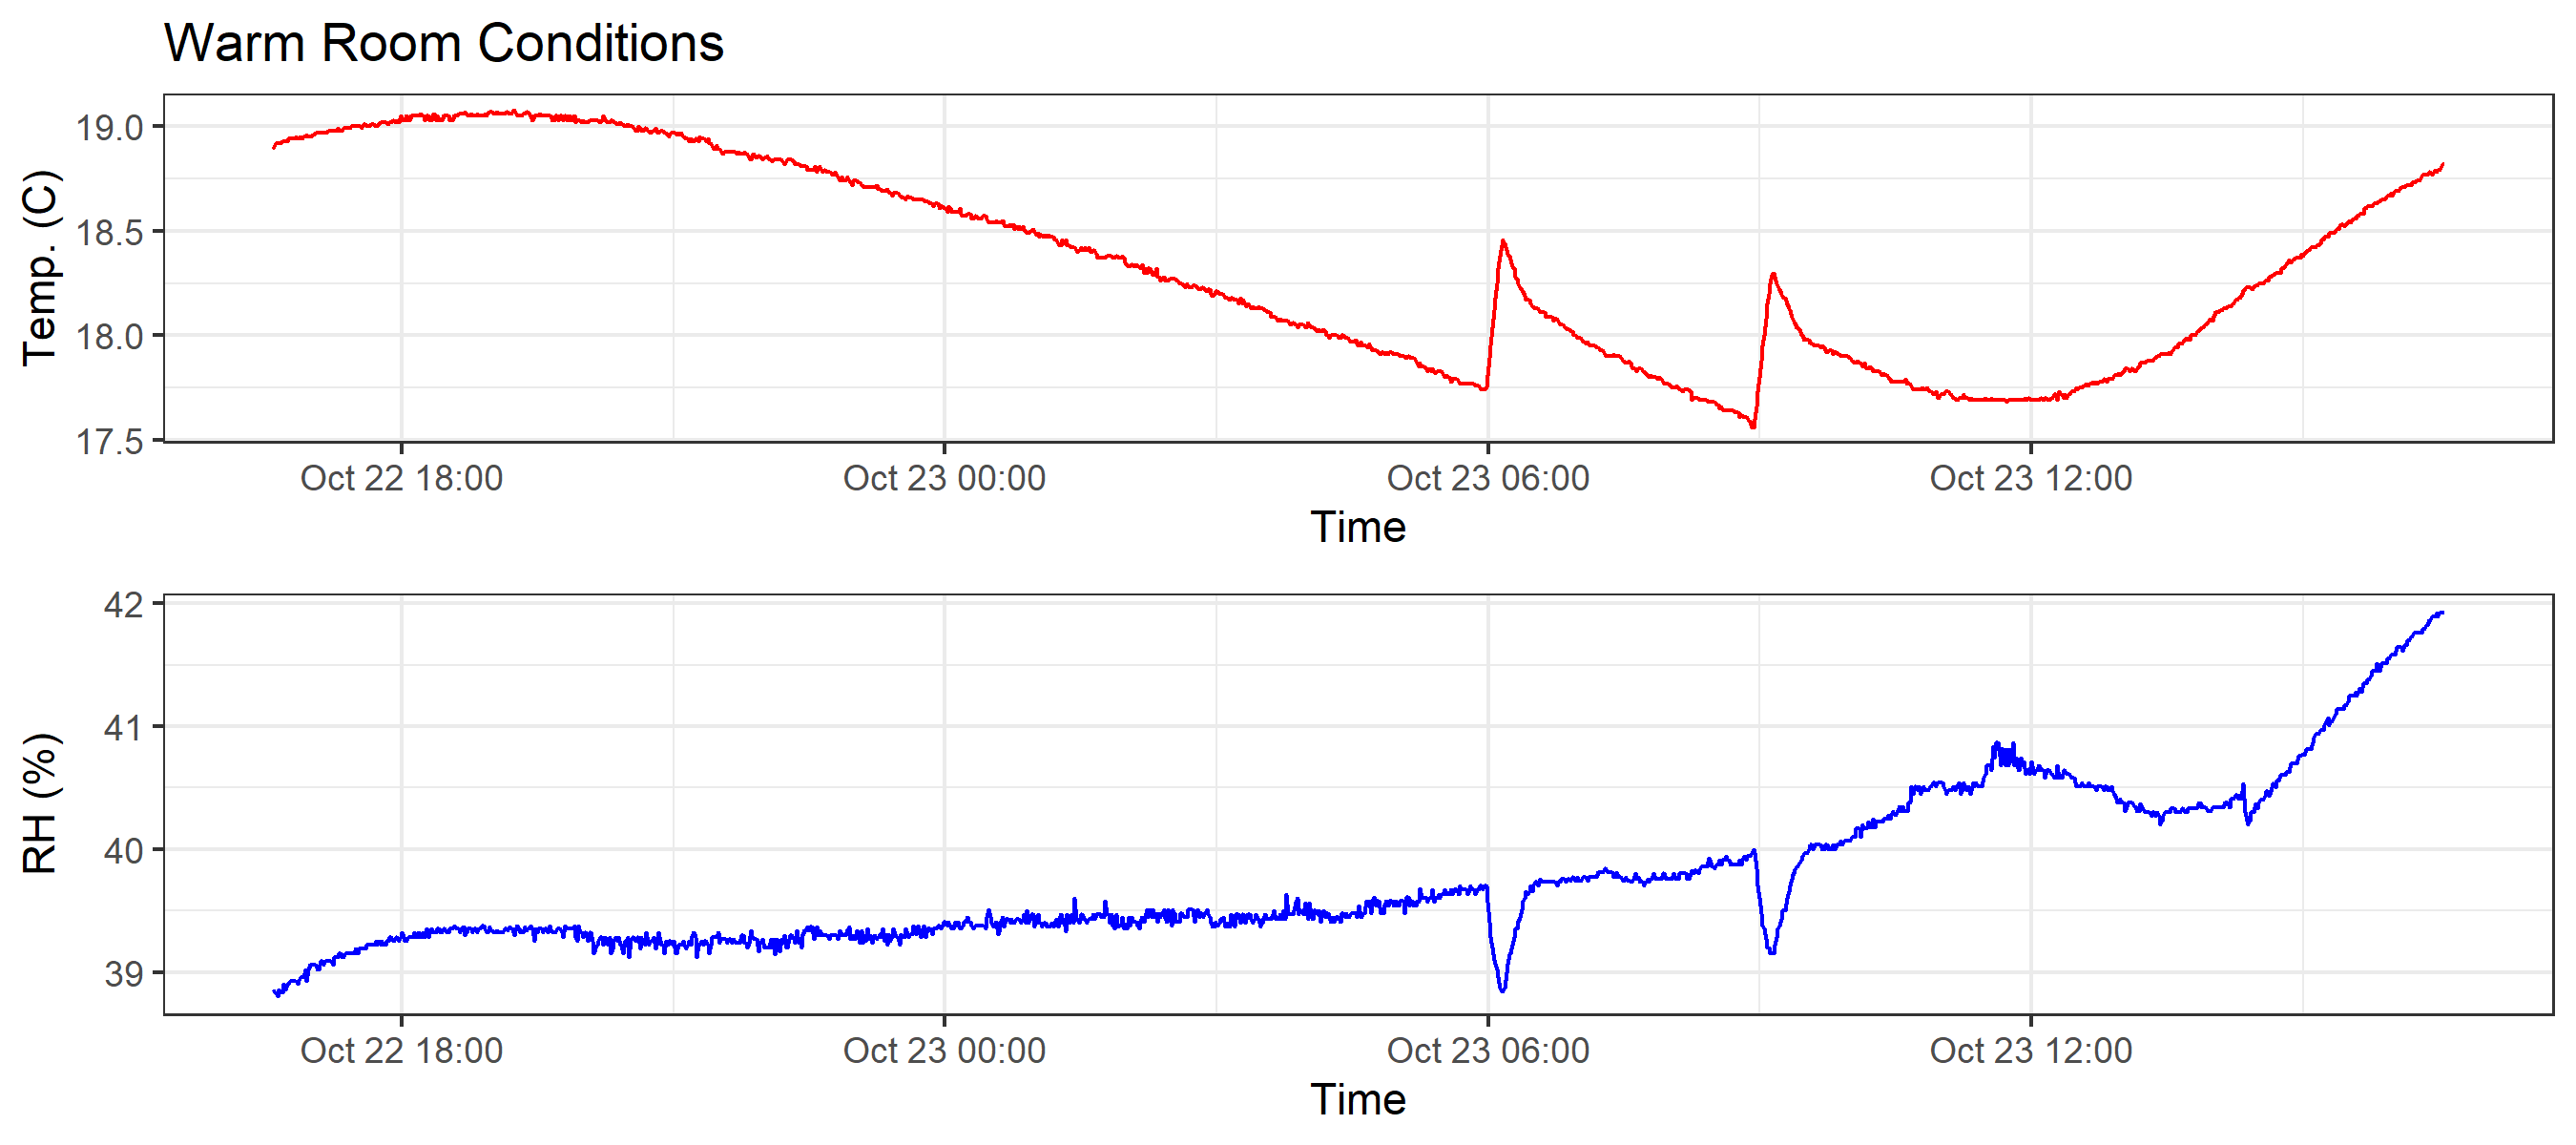 Warm Room Conditions
Temp. (C)
19.0
18.5
18.0
17.5
Oct 22 18:00 Oct 23 00:00 Oct 23 06:00 Oct 23 12:00
Time
RH (%)
42
41
40
39
Oct 22 18:00 Oct 23 00:00 Oct 23 06:00 Oct 23 12:00
Time